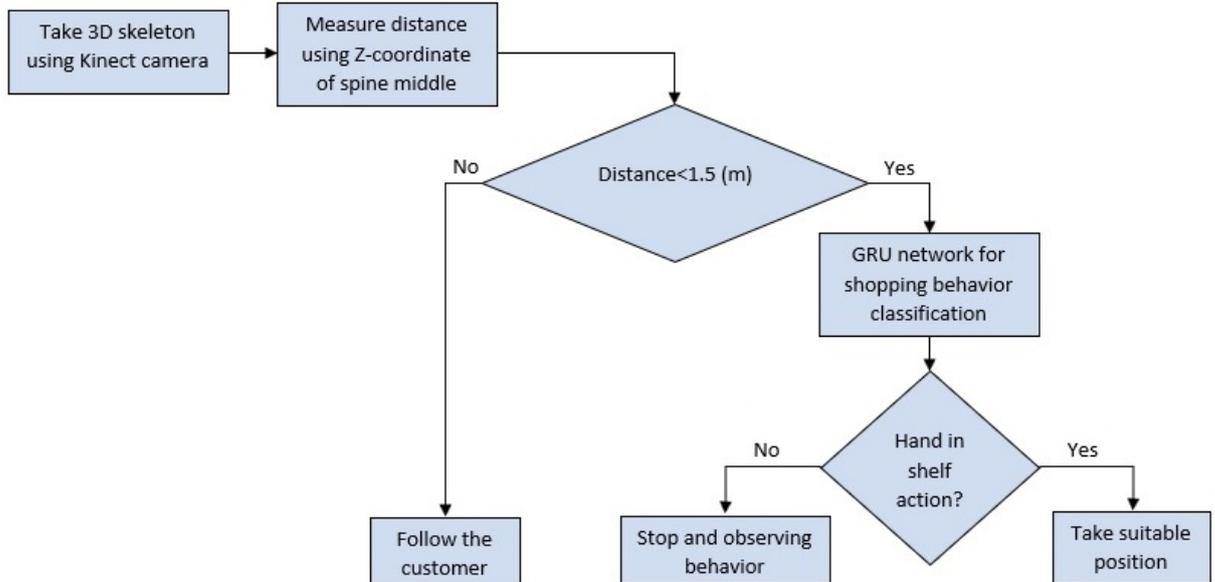 Take 3D skeleton
using Kinect camera
Measure distance
using Z-coordinate
of spine middle
Distance<1.5 (m)
No
Yes
GRU network for
shopping behavior
classification
Hand in
shelf
action?
No
Yes
Follow the
customer
Stop and observing
behavior
Take suitable
position